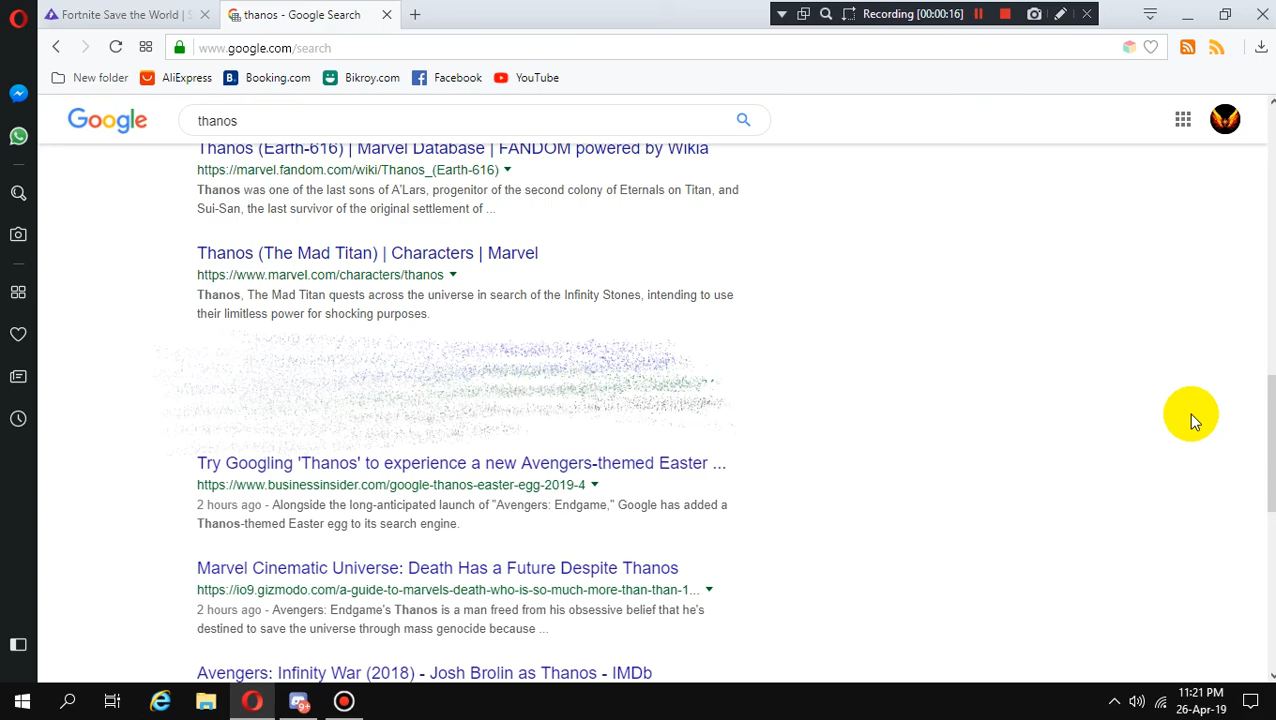 Fortnite Save the World | S
thanos - Google Search
Recording [00:00:16]
www.google.com/search
New folder
AliExpress
B.
Booking.com
Bikroy.com
Facebook
YouTube
Google
thanos
Thanos (Earth-616) | Marvel Database | FANDOM powered by Wikia
https://marvel.fandom.com/wiki/Thanos_(Earth-616)
Thanos was one of the last sons of A'Lars, progenitor of the second colony of Eternals on Titan, and
Sui-San, the last survivor of the original settlement of ...
Thanos (The Mad Titan) | Characters | Marvel
https://www.marvel.com/characters/thanos
Thanos, The Mad Titan quests across the universe in search of the Infinity Stones, intending to use
their limitless power for shocking purposes.
Try Googling 'Thanos' to experience a new Avengers-themed Easter ...
https://www.businessinsider.com/google-thanos-easter-egg-2019-4
2 hours ago - Alongside the long-anticipated launch of "Avengers: Endgame," Google has added a
Thanos-themed Easter egg to its search engine.
Marvel Cinematic Universe: Death Has a Future Despite Thanos
https://io9.gizmodo.com/a-guide-to-marvels-death-who-is-so-much-more-than-than-1...
2 hours ago - Avengers: Endgame's Thanos is a man freed from his obsessive belief that he's
destined to save the universe through mass genocide because ...
Avengers: Infinity War (2018) - Josh Brolin as Thanos - IMDb
9+
11:21 PM
26-Apr-19